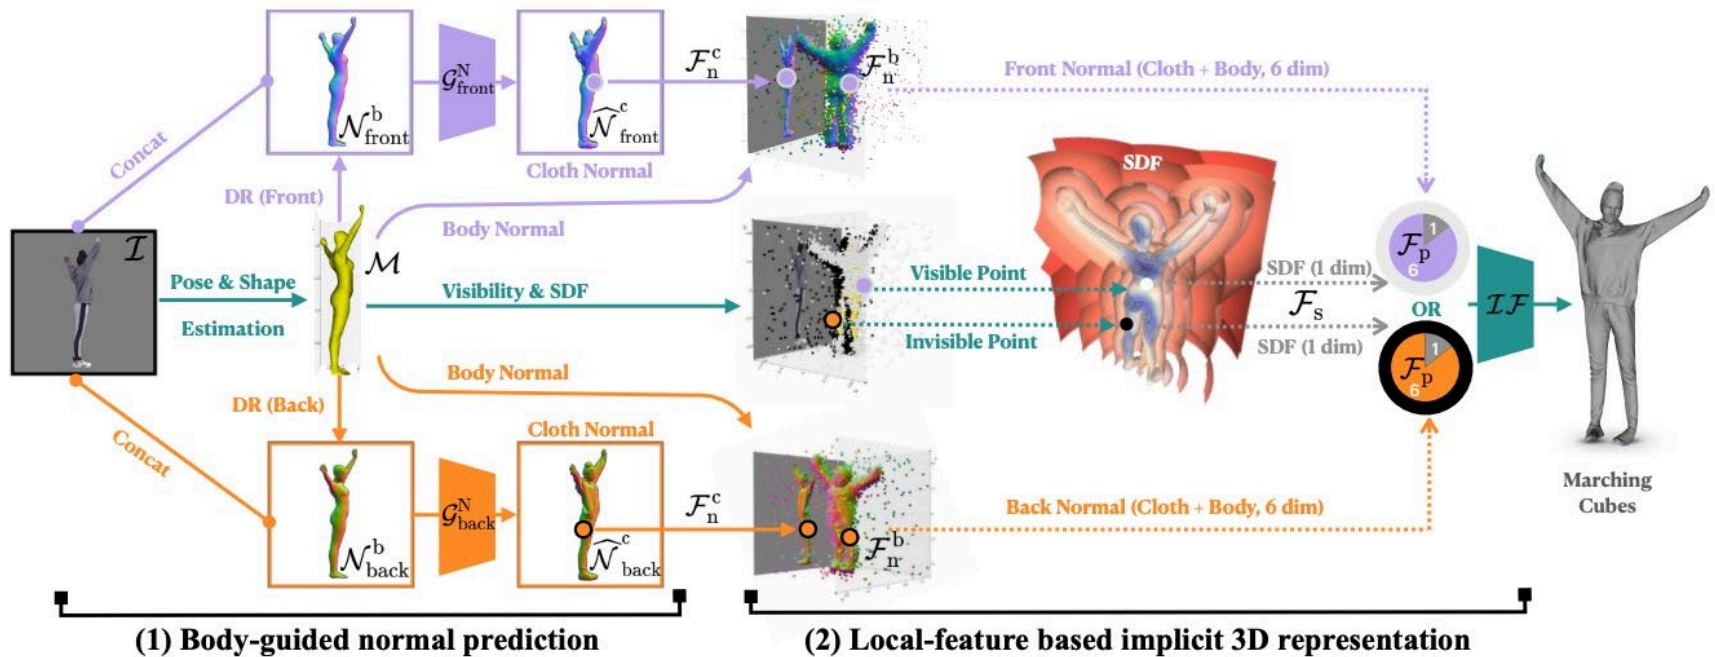 Concat
𝒩^b_front
𝒢^N_front
\widehat{𝒩}^c_front
Cloth Normal
ℱ^c_n
ℱ^b_n
Front Normal (Cloth + Body, 6 dim)
DR (Front)
Body Normal
ℐ
Pose & Shape
Estimation
ℳ
Visibility & SDF
Visible Point
Invisible Point
SDF
SDF (1 dim)
ℱ_s
SDF (1 dim)
1
ℱ_p
6
OR
1
ℱ_p
6
ℐℱ
Marching
Cubes
Body Normal
DR (Back)
Concat
Cloth Normal
𝒩^b_back
𝒢^N_back
\widehat{𝒩}^c_back
ℱ^c_n
ℱ^b_n
Back Normal (Cloth + Body, 6 dim)
(1) Body-guided normal prediction
(2) Local-feature based implicit 3D representation